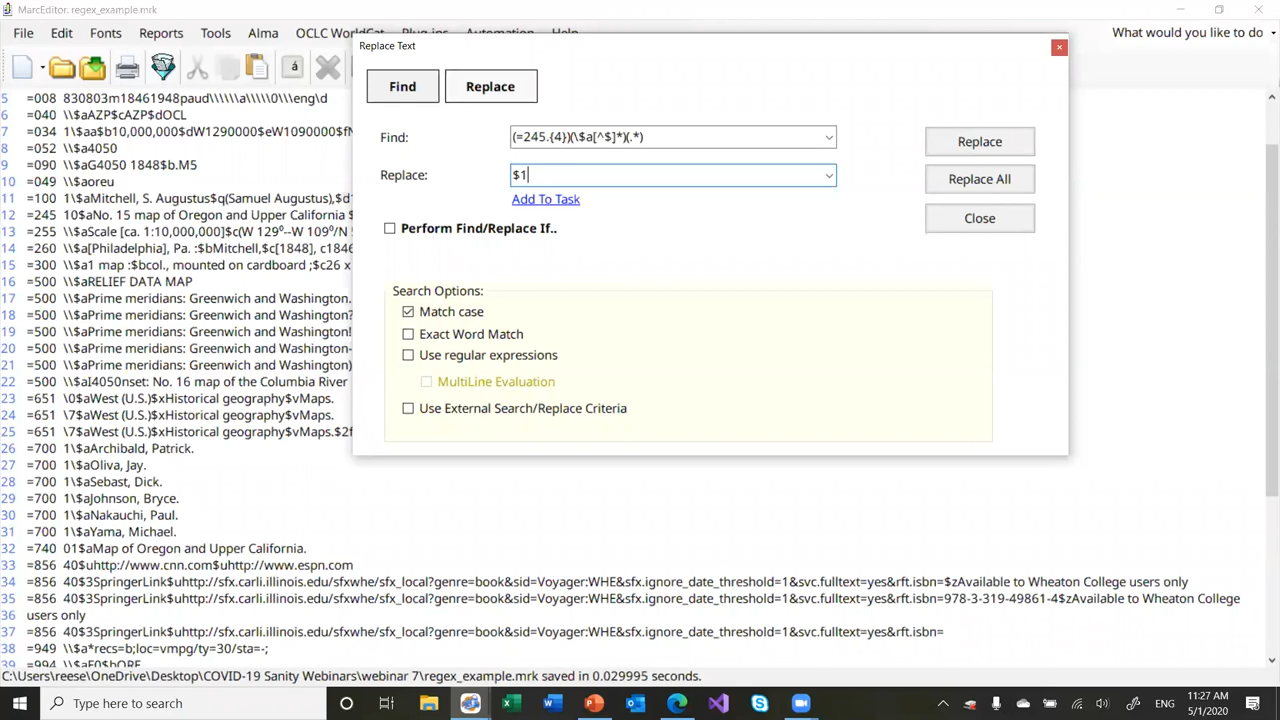 MarcEditor: regex_example.mrk
File Edit Fonts Reports Tools Alma OCLC WorldCat Plug-ins Automation Help What would you like to do
Replace Text
Find Replace
Find: (=245.{4})(\$a[^$]*)(.*) Replace
Replace: $1 Replace All
Add To Task
Close
Perform Find/Replace If..
Search Options:
Match case
Exact Word Match
Use regular expressions
MultiLine Evaluation
Use External Search/Replace Criteria
5 =008 830803m18461948paud\\\\\\a\\\\\0\\\eng\d
6 =040 \\$aAZP$cAZP$dOCL
7 =034 1\$aa$b10,000,000$dW1290000$eW1090000$fN
8 =052 \\$a4050
9 =090 \\$aG4050 1848$b.M5
10 =049 \\$aoreu
11 =100 1\$aMitchell, S. Augustus$q(Samuel Augustus),$d1
12 =245 10$aNo. 15 map of Oregon and Upper California $
13 =255 \\$aScale [ca. 1:10,000,000]$c(W 129⁰--W 109⁰/N
14 =260 \\$a[Philadelphia], Pa. :$bMitchell,$c[1848], c1846
15 =300 \\$a1 map :$bcol., mounted on cardboard ;$c26 x
16 =500 \\$aRELIEF DATA MAP
17 =500 \\$aPrime meridians: Greenwich and Washington.
18 =500 \\$aPrime meridians: Greenwich and Washington?
19 =500 \\$aPrime meridians: Greenwich and Washington!
20 =500 \\$aPrime meridians: Greenwich and Washington-
21 =500 \\$aPrime meridians: Greenwich and Washington)
22 =500 \\$aI4050nset: No. 16 map of the Columbia River
23 =651 \0$aWest (U.S.)$xHistorical geography$vMaps.
24 =651 \7$aWest (U.S.)$xHistorical geography$vMaps.
25 =651 \7$aWest (U.S.)$xHistorical geography$vMaps.$2f
26 =700 1\$aArchibald, Patrick.
27 =700 1\$aOliva, Jay.
28 =700 1\$aSebast, Dick.
29 =700 1\$aJohnson, Bryce.
30 =700 1\$aNakauchi, Paul.
31 =700 1\$aYama, Michael.
32 =740 01$aMap of Oregon and Upper California.
33 =856 40$uhttp://www.cnn.com$uhttp://www.espn.com
34 =856 40$3SpringerLink$uhttp://sfx.carli.illinois.edu/sfxwhe/sfx_local?genre=book&sid=Voyager:WHE&sfx.ignore_date_threshold=1&svc.fulltext=yes&rft.isbn=$zAvailable to Wheaton College users only
35 =856 40$3SpringerLink$uhttp://sfx.carli.illinois.edu/sfxwhe/sfx_local?genre=book&sid=Voyager:WHE&sfx.ignore_date_threshold=1&svc.fulltext=yes&rft.isbn=978-3-319-49861-4$zAvailable to Wheaton College
36 users only
37 =856 40$3SpringerLink$uhttp://sfx.carli.illinois.edu/sfxwhe/sfx_local?genre=book&sid=Voyager:WHE&sfx.ignore_date_threshold=1&svc.fulltext=yes&rft.isbn=
38 =949 \\$a*recs=b;loc=vmpg/ty=30/sta=-;
39 =994 \\$aE0$bORE
C:\Users\reese\OneDrive\Desktop\COVID-19 Sanity Webinars\webinar 7\regex_example.mrk saved in 0.029995 seconds.
Type here to search
ENG
11:27 AM
5/1/2020